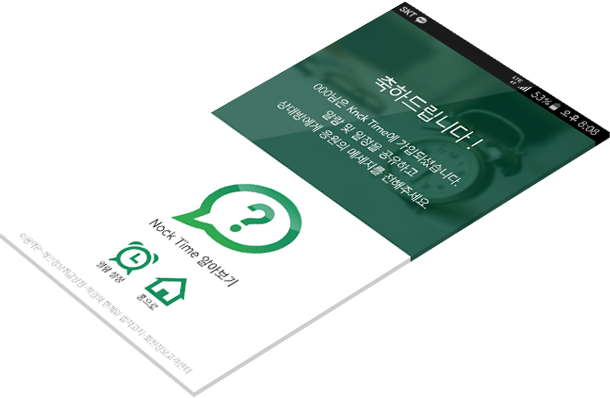 SKT LTE 53% 오후 8:08
축하드립니다 !
000님은 Knck Time에 가입되셨습니다.
알림 및 일정을 공유하고
상대방에게 응원의 메세지를 전해주세요.
?
Nock Time 알아보기
알람 설정
홈으로